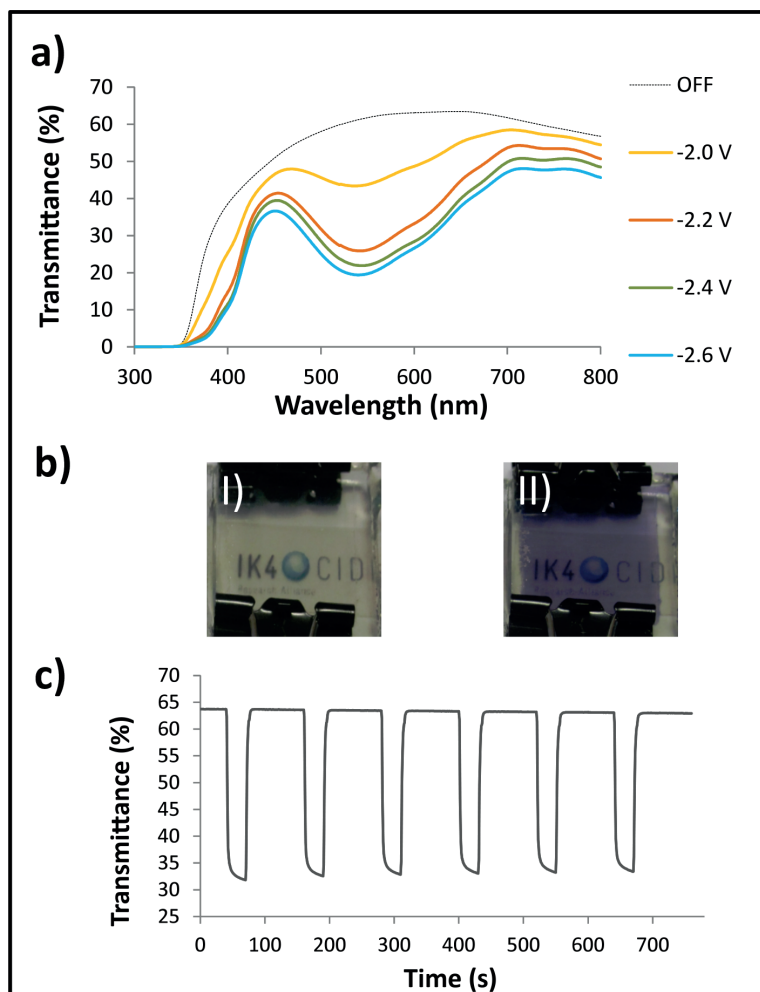 a)
Transmittance (%)
70
60
50
40
30
20
10
0
300 400 500 600 700 800
Wavelength (nm)
OFF
-2.0 V
-2.2 V
-2.4 V
-2.6 V
b)
I)
IK4 CID
II)
IK4 CID
c)
Transmittance (%)
70
65
60
55
50
45
40
35
30
25
0 100 200 300 400 500 600 700
Time (s)